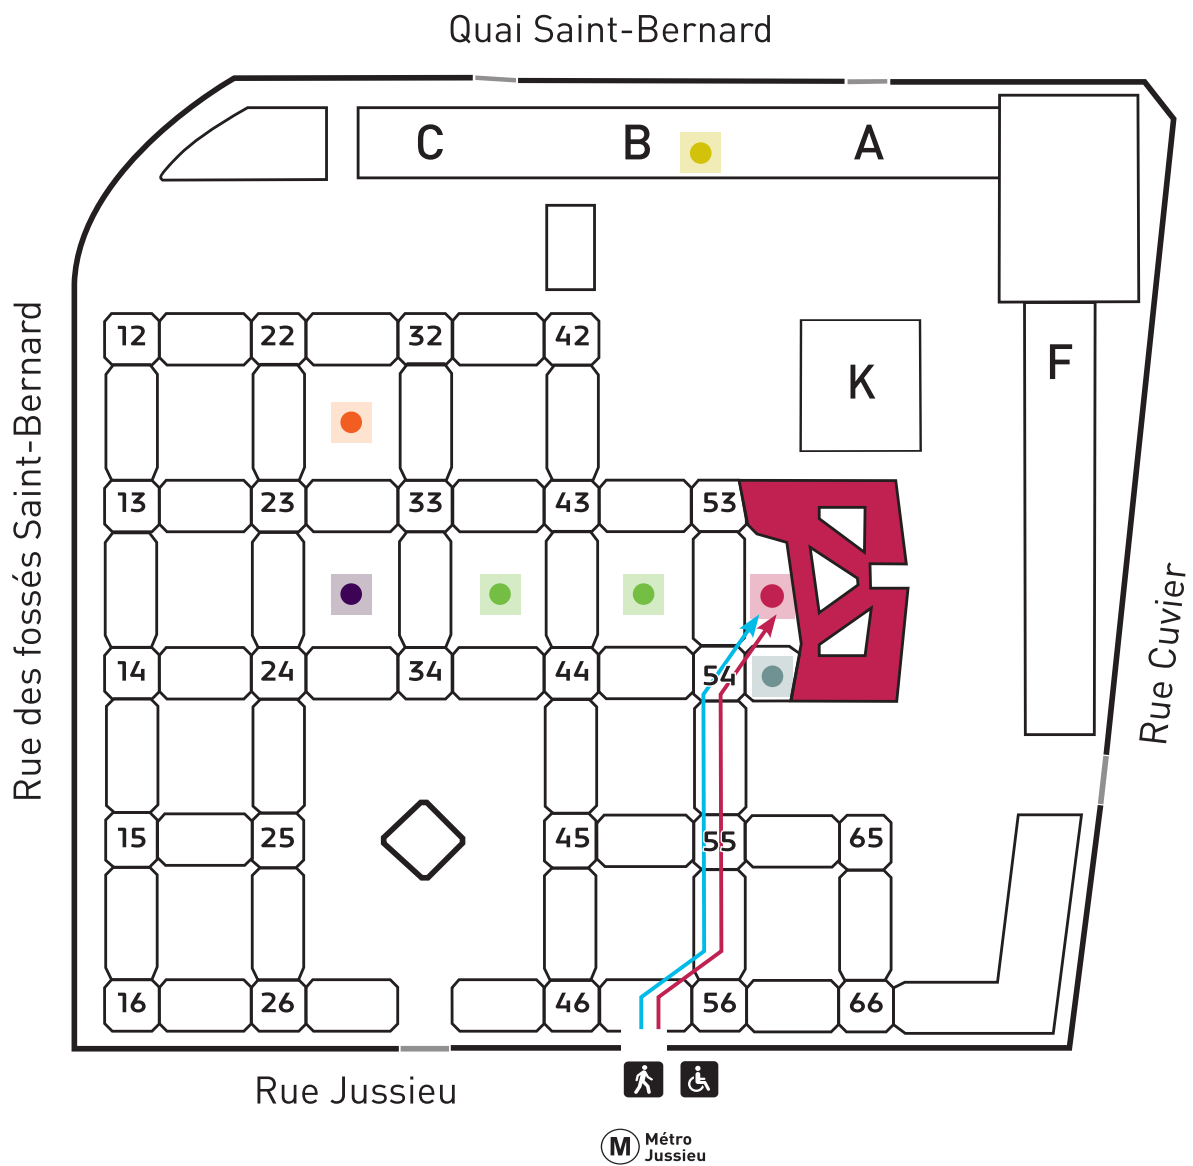 Quai Saint-Bernard
C B A
12 22 32 42
K
F
13 23 33 43 53
14 24 34 44 54
15 25 45 55 65
16 26 46 56 66
Rue des fossés Saint-Bernard
Rue Cuvier
Rue Jussieu
M Métro
Jussieu